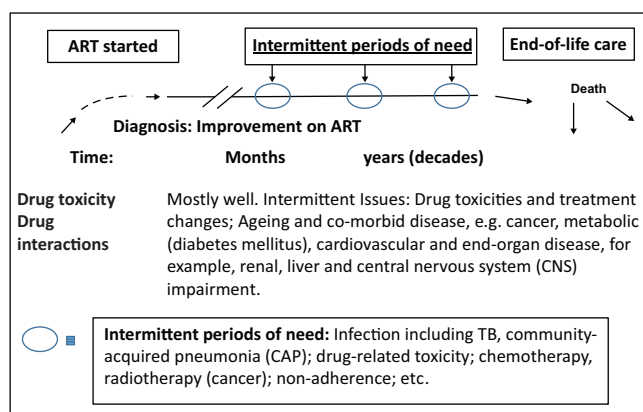 ART started
Intermittent periods of need
End-of-life care
Death
Diagnosis: Improvement on ART
Time: Months years (decades)
Drug toxicity
Drug
interactions
Mostly well. Intermittent Issues: Drug toxicities and treatment
changes; Ageing and co-morbid disease, e.g. cancer, metabolic
(diabetes mellitus), cardiovascular and end-organ disease, for
example, renal, liver and central nervous system (CNS)
impairment.
Intermittent periods of need: Infection including TB, community-
acquired pneumonia (CAP); drug-related toxicity; chemotherapy,
radiotherapy (cancer); non-adherence; etc.